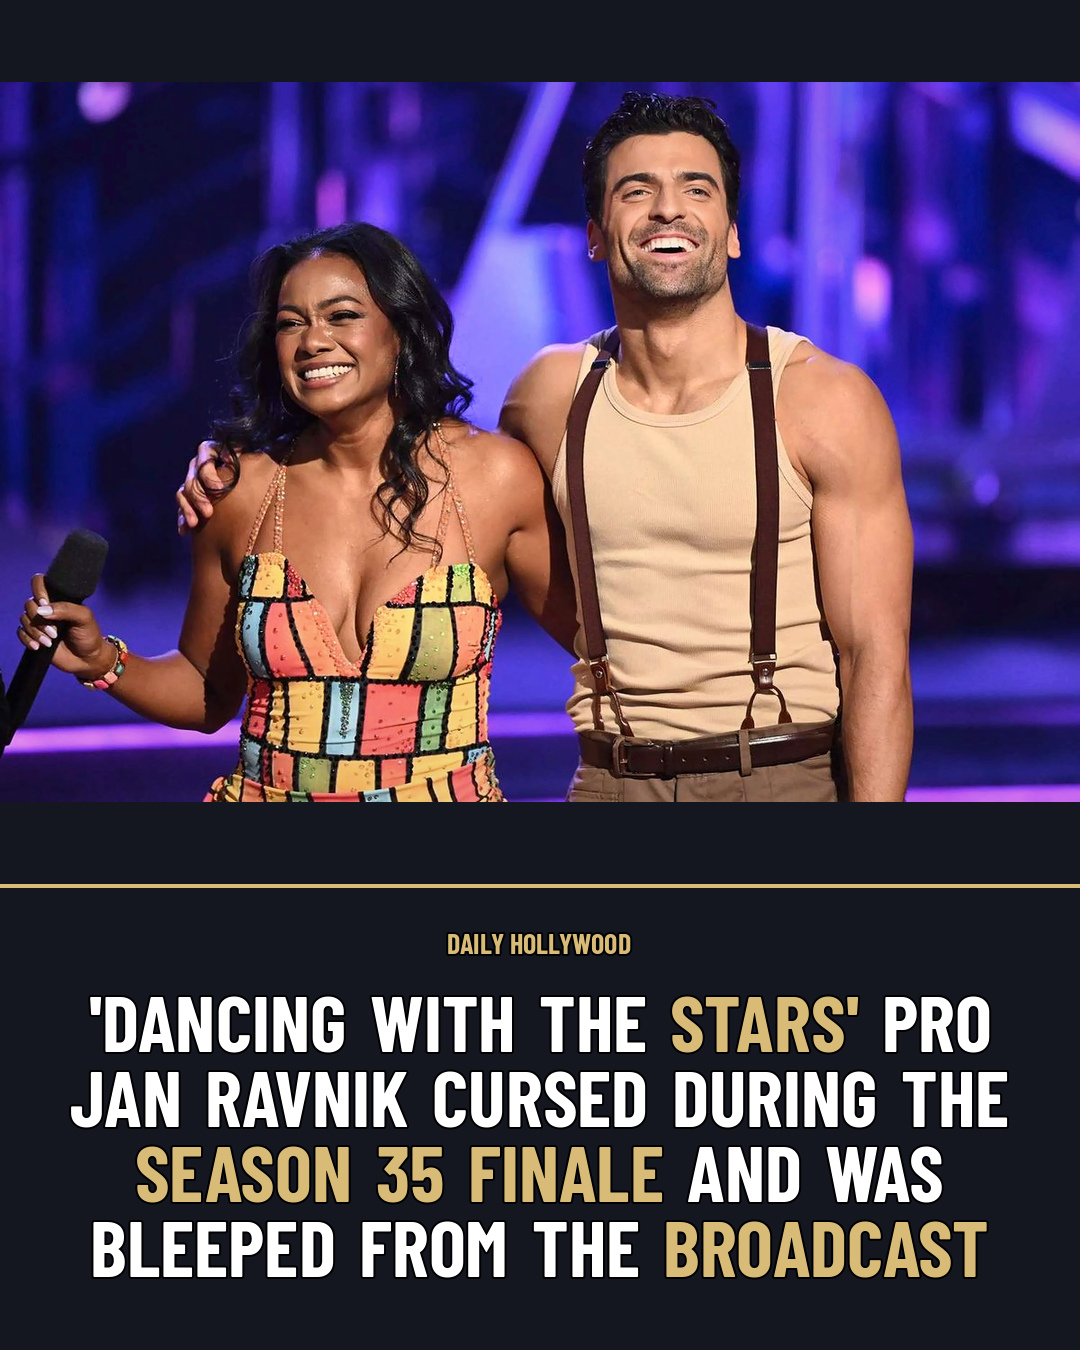 DAILY HOLLYWOOD
'DANCING WITH THE STARS' PRO
JAN RAVNIK CURSED DURING THE
SEASON 35 FINALE AND WAS
BLEEPED FROM THE BROADCAST